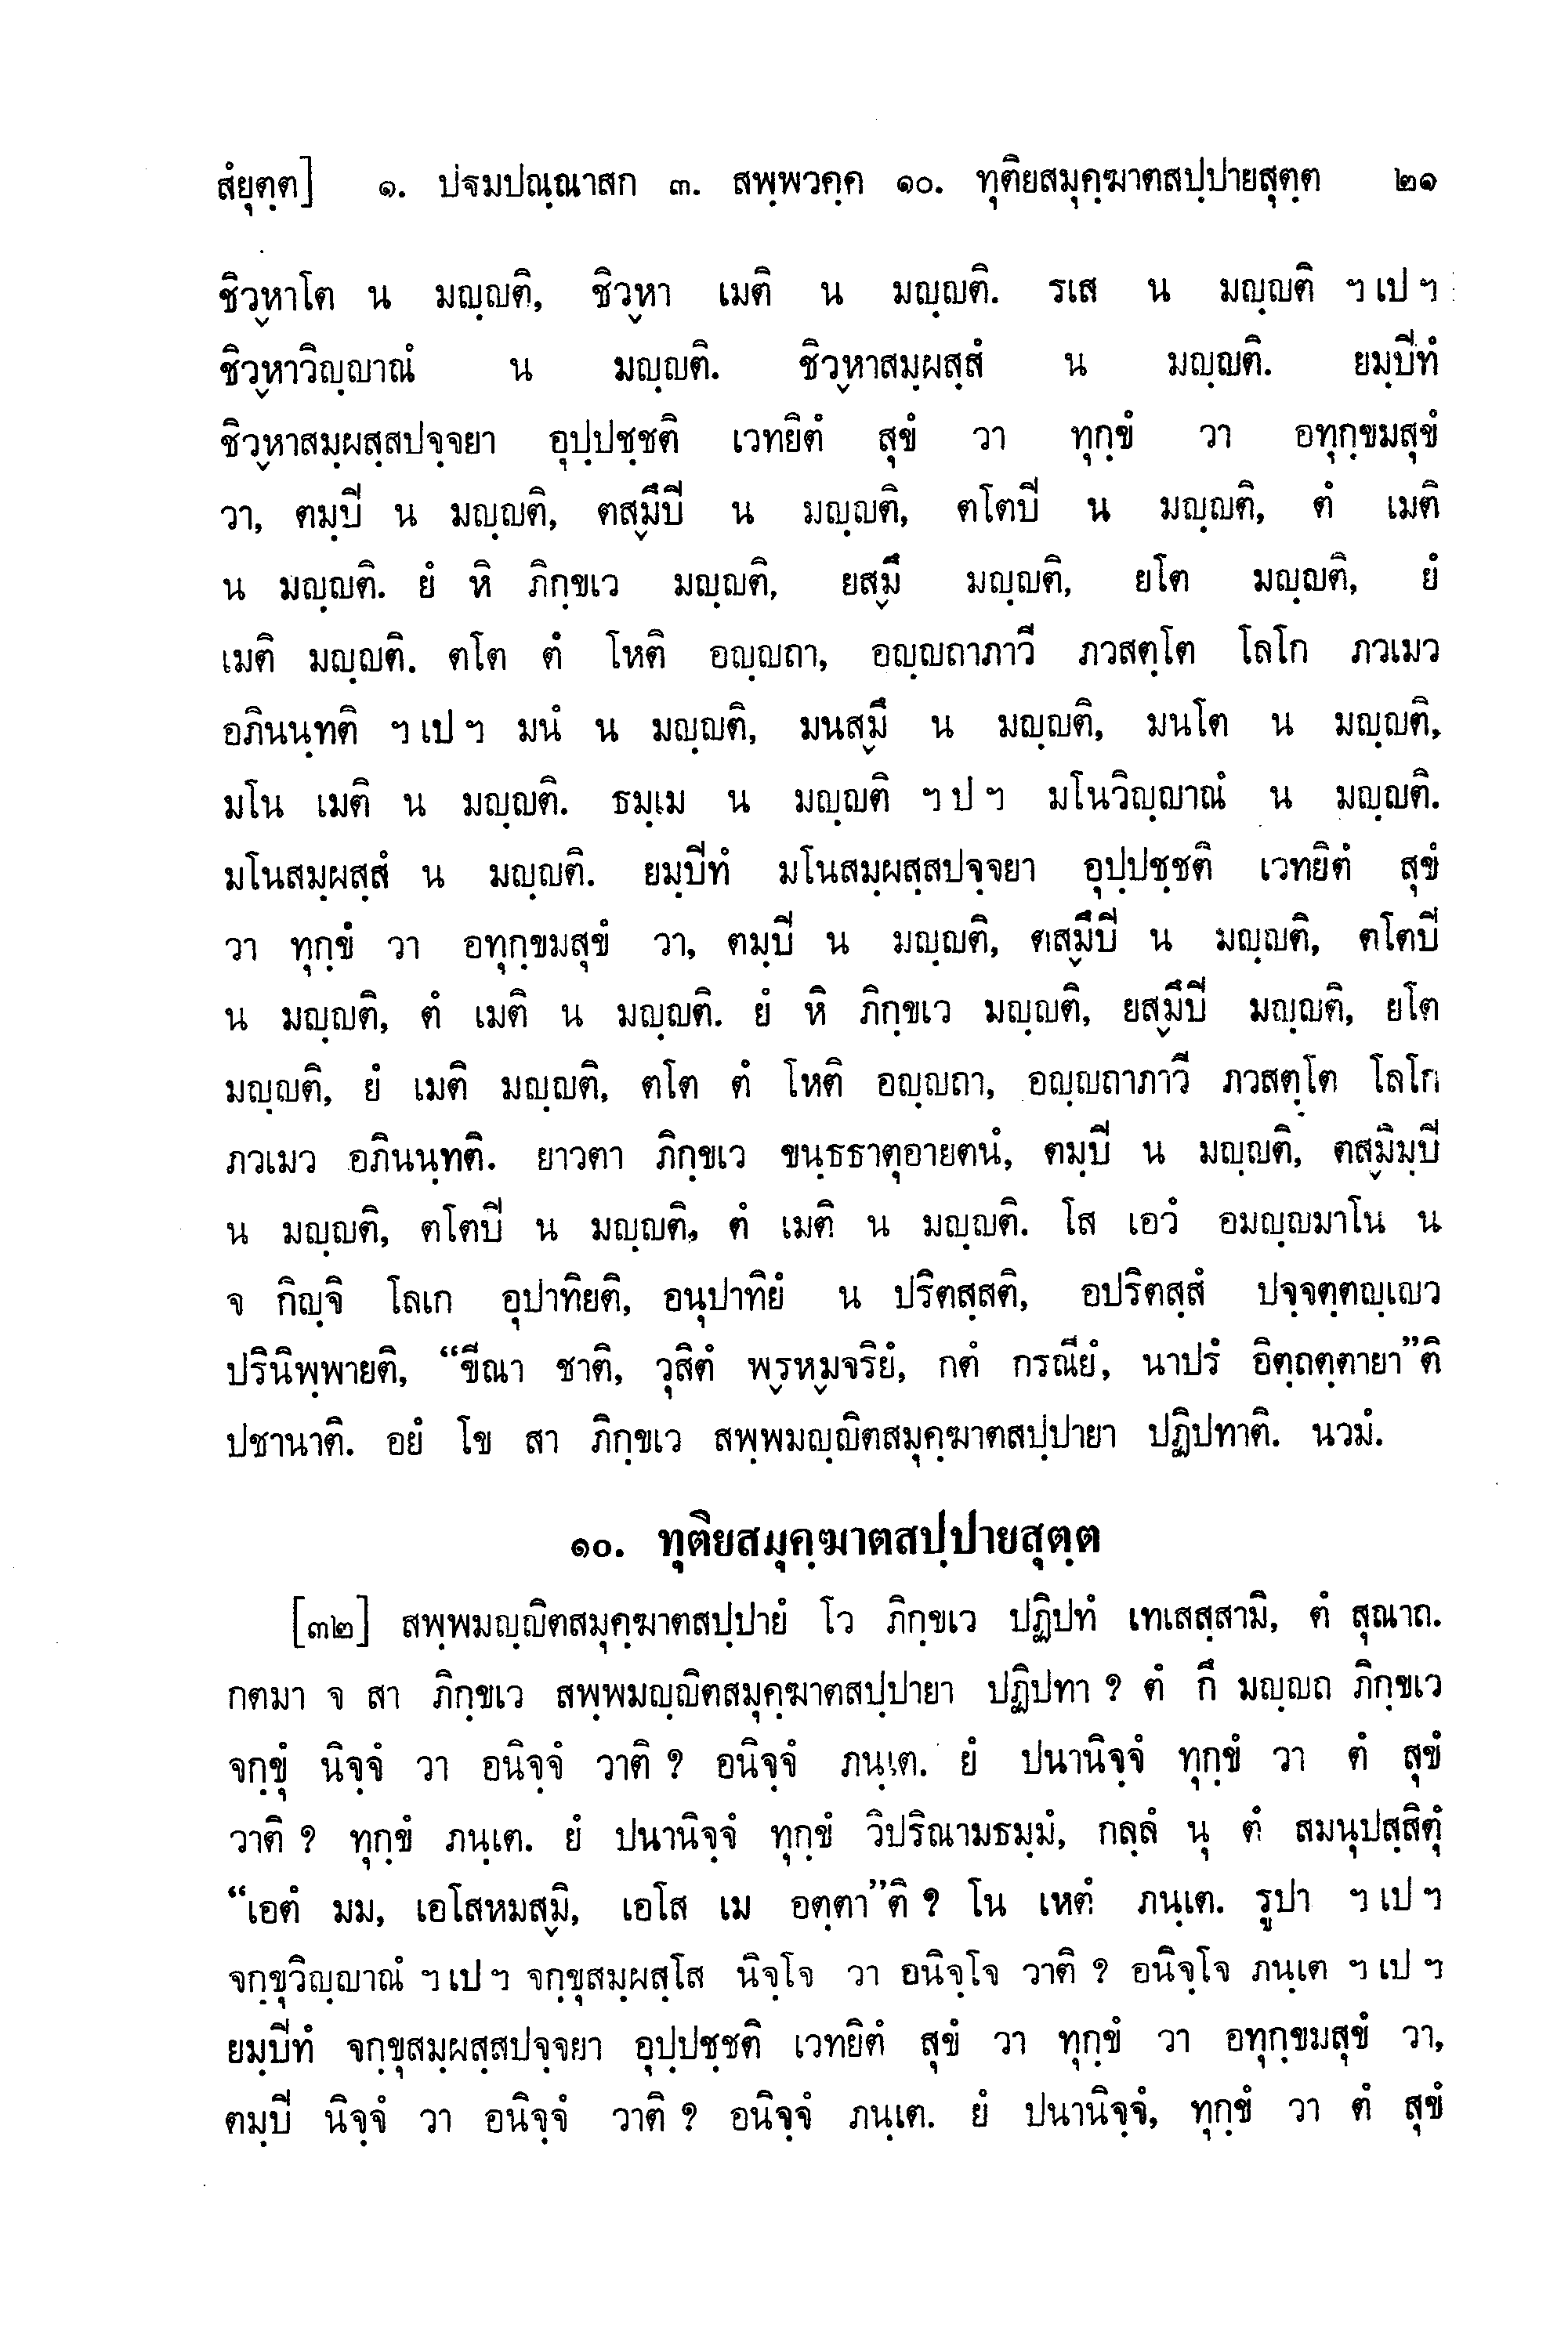 สํยุตฺต] ๑. ปฐมปณฺณาสก ๓. สพฺพวคฺค ๑๐. ทุติยสมุคฺฆาตสปฺปายสุตฺต ๒๑
ชิวฺหาโต น มญฺญติ, ชิวฺหา เมติ น มญฺญติ. รเส น มญฺญติ ฯ เป ฯ
ชิวฺหาวิญฺญาณํ น มญฺญติ. ชิวฺหาสมฺผสฺสํ น มญฺญติ. ยมฺปีทํ
ชิวฺหาสมฺผสฺสปจฺจยา อุปฺปชฺชติ เวทยิตํ สุขํ วา ทุกฺขํ วา อทุกฺขมสุขํ
วา, ตมฺปี น มญฺญติ, ตสฺมึปี น มญฺญติ, ตโตปี น มญฺญติ, ตํ เมติ
น มญฺญติ. ยํ หิ ภิกฺขเว มญฺญติ, ยสฺมึ มญฺญติ, ยโต มญฺญติ, ยํ
เมติ มญฺญติ. ตโต ตํ โหติ อญฺญถา, อญฺญถาภาวี ภวสตฺโต โลโก ภวเมว
อภินนฺทติ ฯ เป ฯ มนํ น มญฺญติ, มนสฺมึ น มญฺญติ, มนโต น มญฺญติ,
มโน เมติ น มญฺญติ. ธมฺเม น มญฺญติ ฯ ป ฯ มโนวิญฺญาณํ น มญฺญติ.
มโนสมฺผสฺสํ น มญฺญติ. ยมฺปีทํ มโนสมฺผสฺสปจฺจยา อุปฺปชฺชติ เวทยิตํ สุขํ
วา ทุกฺขํ วา อทุกฺขมสุขํ วา, ตมฺปี น มญฺญติ, ตสฺมึปี น มญฺญติ, ตโตปี
น มญฺญติ, ตํ เมติ น มญฺญติ. ยํ หิ ภิกฺขเว มญฺญติ, ยสฺมึปี มญฺญติ, ยโต
มญฺญติ, ยํ เมติ มญฺญติ, ตโต ตํ โหติ อญฺญถา, อญฺญถาภาวี ภวสตฺโต โลโก
ภวเมว อภินนฺทติ. ยาวตา ภิกฺขเว ขนฺธธาตุอายตนํ, ตมฺปี น มญฺญติ, ตสฺมิมฺปี
น มญฺญติ, ตโตปี น มญฺญติ, ตํ เมติ น มญฺญติ. โส เอวํ อมญฺญมาโน น
จ กิญฺจิ โลเก อุปาทิยติ, อนุปาทิยํ น ปริตสฺสติ, อปริตสฺสํ ปจฺจตฺตญฺเญว
ปรินิพฺพายติ, “ขีณา ชาติ, วุสิตํ พฺรหฺมจริยํ, กตํ กรณียํ, นาปรํ อิตฺถตฺตายา”ติ
ปชานาติ. อยํ โข สา ภิกฺขเว สพฺพมญฺญิตสมุคฺฆาตสปฺปายา ปฏิปทาติ. นวมํ.
๑๐. ทุติยสมุคฺฆาตสปฺปายสุตฺต
[๓๒] สพฺพมญฺญิตสมุคฺฆาตสปฺปายํ โว ภิกฺขเว ปฏิปทํ เทเสสฺสามิ, ตํ สุณาถ.
กตมา จ สา ภิกฺขเว สพฺพมญฺญิตสมุคฺฆาตสปฺปายา ปฏิปทา ? ตํ กึ มญฺญถ ภิกฺขเว
จกฺขุํ นิจฺจํ วา อนิจฺจํ วาติ ? อนิจฺจํ ภนฺเต. ยํ ปนานิจฺจํ ทุกฺขํ วา ตํ สุขํ
วาติ ? ทุกฺขํ ภนฺเต. ยํ ปนานิจฺจํ ทุกฺขํ วิปริณามธมฺมํ, กลฺลํ นุ ตํ สมนุปสฺสิตุํ
“เอตํ มม, เอโสหมสฺมิ, เอโส เม อตฺตา”ติ ? โน เหตํ ภนฺเต. รูปา ฯ เป ฯ
จกฺขุวิญฺญาณํ ฯ เป ฯ จกฺขุสมฺผสฺโส นิจฺโจ วา อนิจฺโจ วาติ ? อนิจฺโจ ภนฺเต ฯ เป ฯ
ยมฺปีทํ จกฺขุสมฺผสฺสปจฺจยา อุปฺปชฺชติ เวทยิตํ สุขํ วา ทุกฺขํ วา อทุกฺขมสุขํ วา,
ตมฺปี นิจฺจํ วา อนิจฺจํ วาติ ? อนิจฺจํ ภนฺเต. ยํ ปนานิจฺจํ, ทุกฺขํ วา ตํ สุขํ